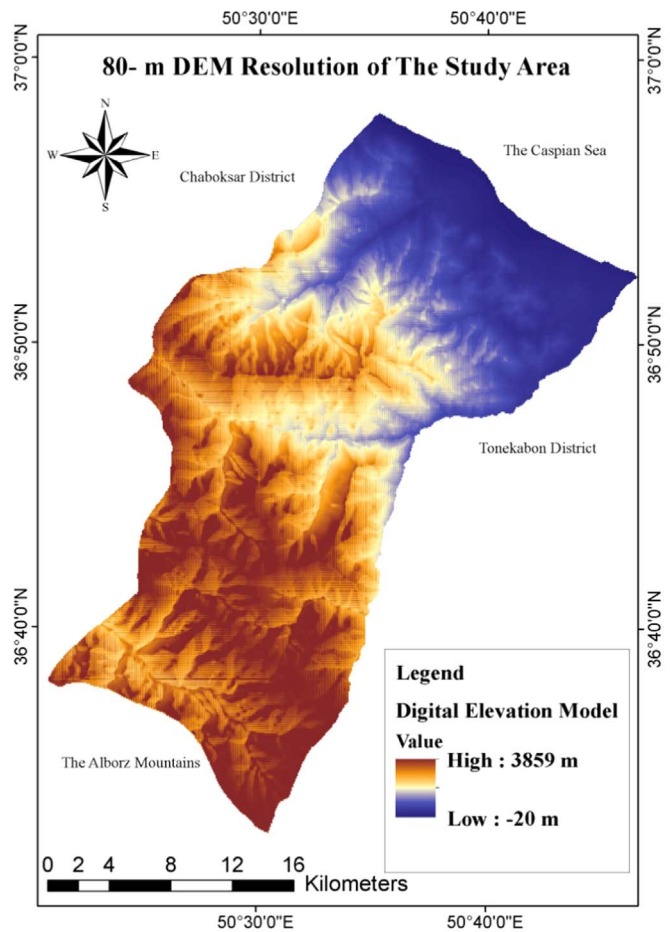 50°30'0"E 50°40'0"E
37°0'0"N 37°0'0"N
80- m DEM Resolution of The Study Area
N
W E
S
The Caspian Sea
Chaboksar District
36°50'0"N 36°50'0"N
Tonekabon District
36°40'0"N 36°40'0"N
Legend
Digital Elevation Model
Value
High : 3859 m
Low : -20 m
The Alborz Mountains
0 2 4 8 12 16
Kilometers
50°30'0"E 50°40'0"E